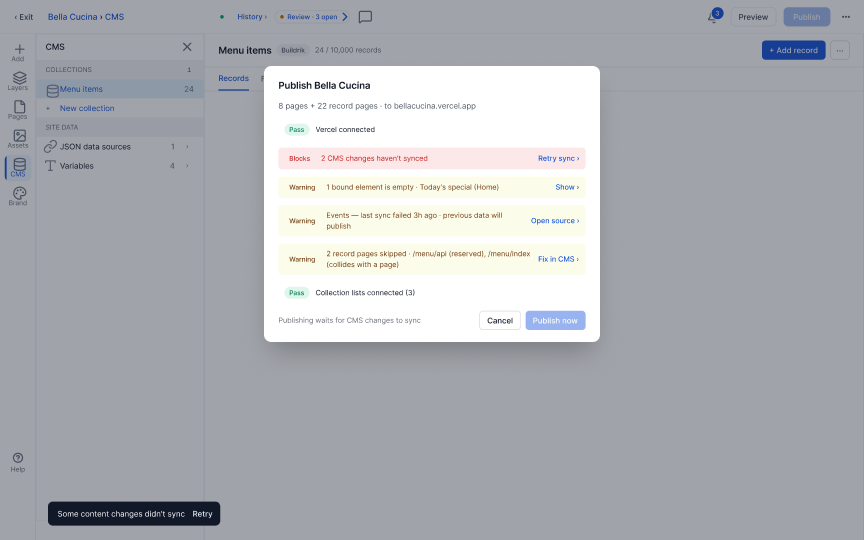 ‹ Exit
Bella Cucina › CMS
History ›
Review · 3 open
3
Preview
Publish
Add
Layers
Pages
Assets
CMS
Brand
Help
CMS
COLLECTIONS 1
Menu items 24
+ New collection
SITE DATA
JSON data sources 1 ›
Variables 4 ›
Menu items Buildrik 24 / 10,000 records
+ Add record
Records
Publish Bella Cucina
8 pages + 22 record pages · to bellacucina.vercel.app
Pass Vercel connected
Blocks 2 CMS changes haven't synced Retry sync ›
Warning 1 bound element is empty · Today's special (Home) Show ›
Warning Events — last sync failed 3h ago · previous data will
publish
Open source ›
Warning 2 record pages skipped · /menu/api (reserved), /menu/index
(collides with a page)
Fix in CMS ›
Pass Collection lists connected (3)
Publishing waits for CMS changes to sync
Cancel
Publish now
Some content changes didn't sync Retry